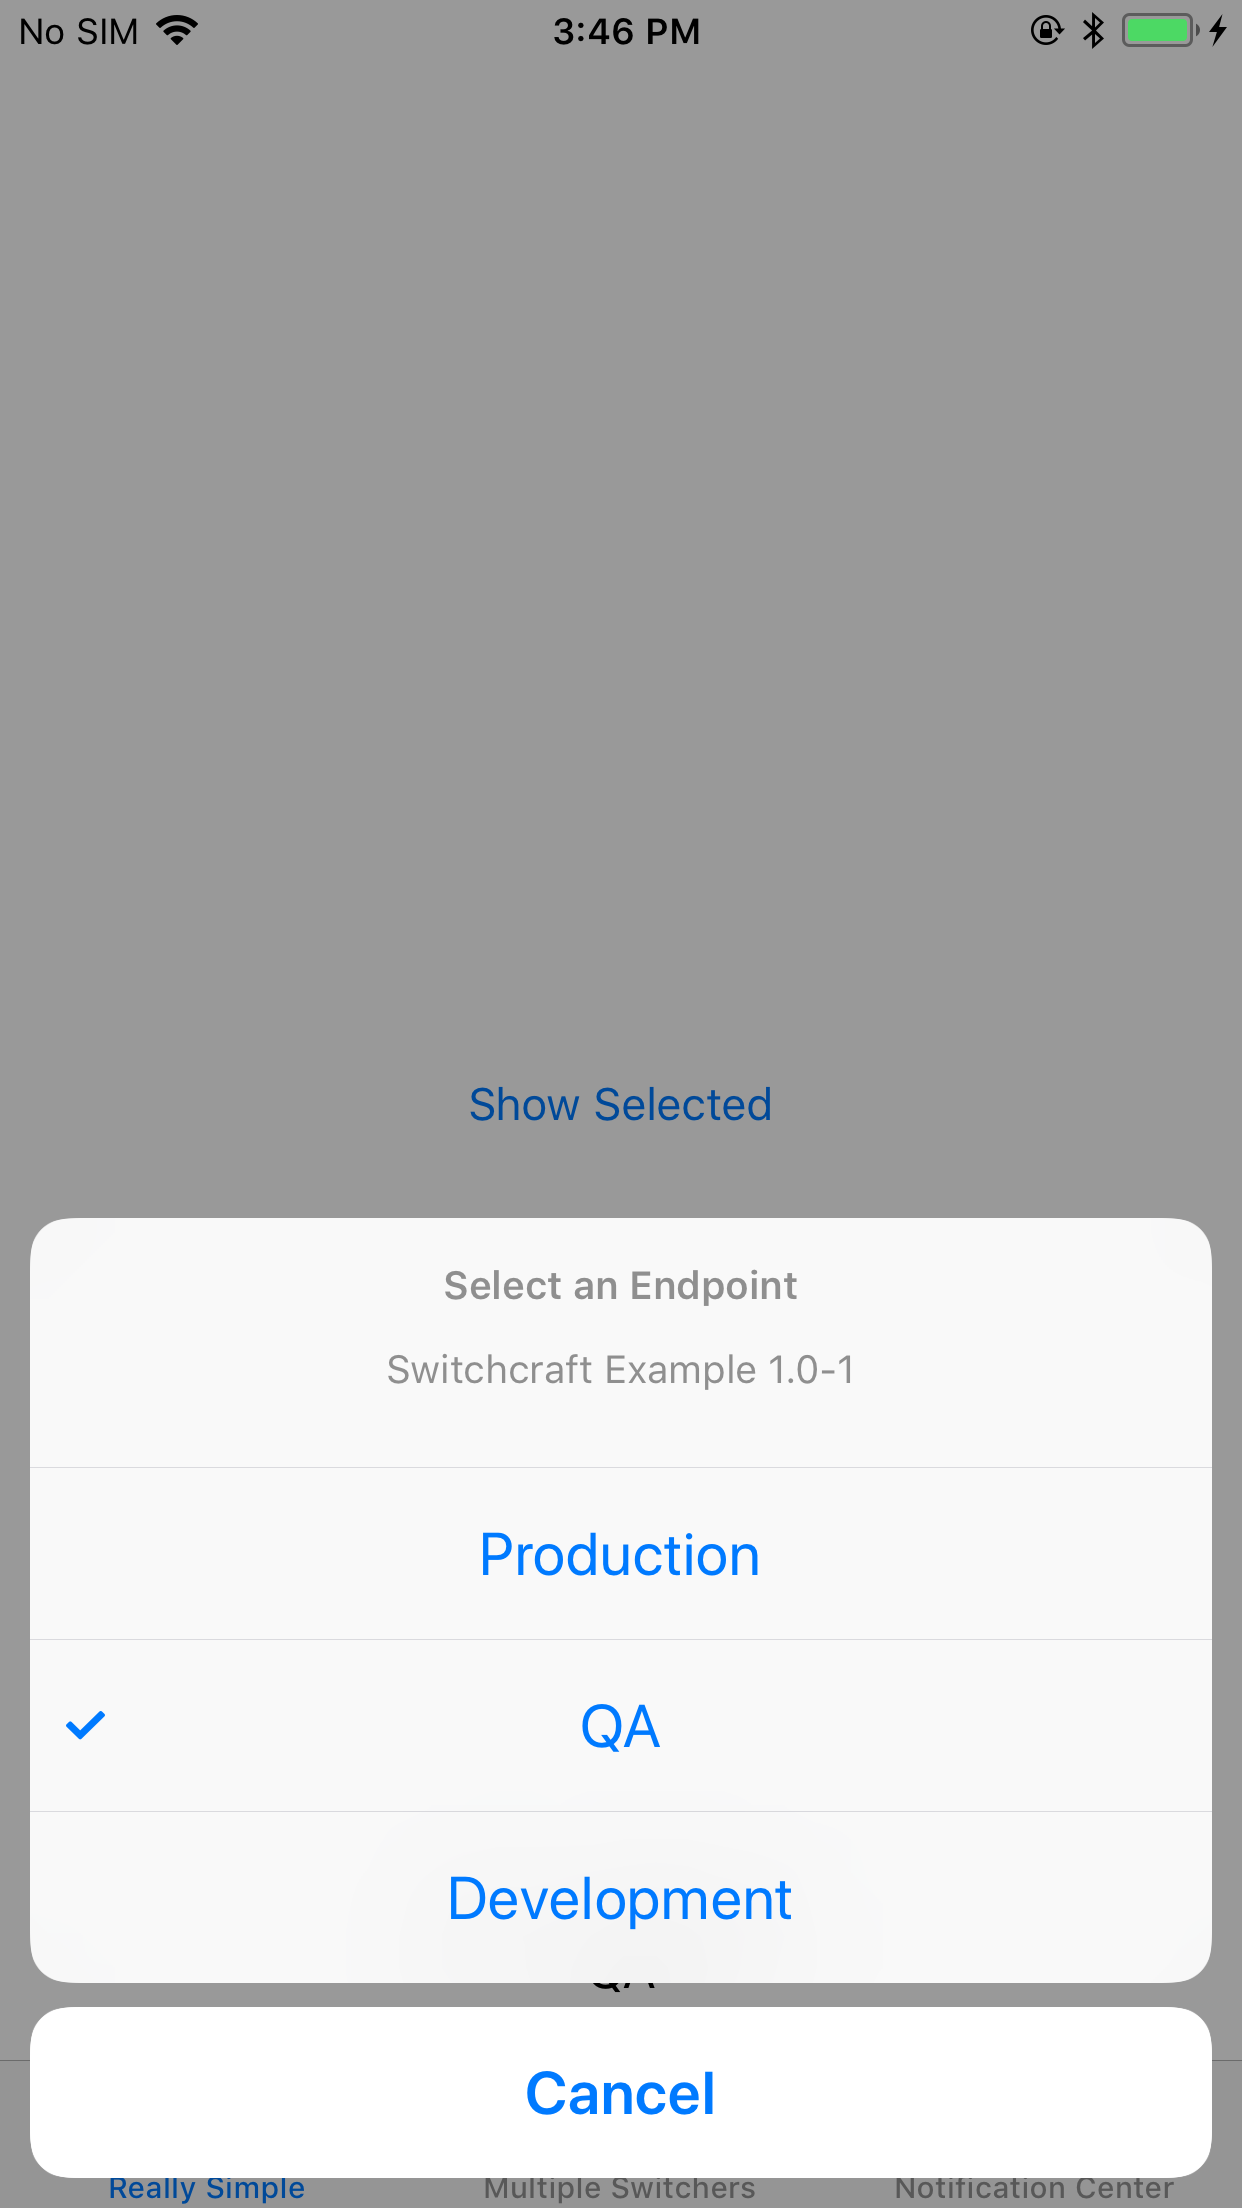 No SIM 3:46 PM
Show Selected
Select an Endpoint
Switchcraft Example 1.0-1
Production
QA
Development
QA
Cancel
Really Simple Multiple Switchers Notification Center